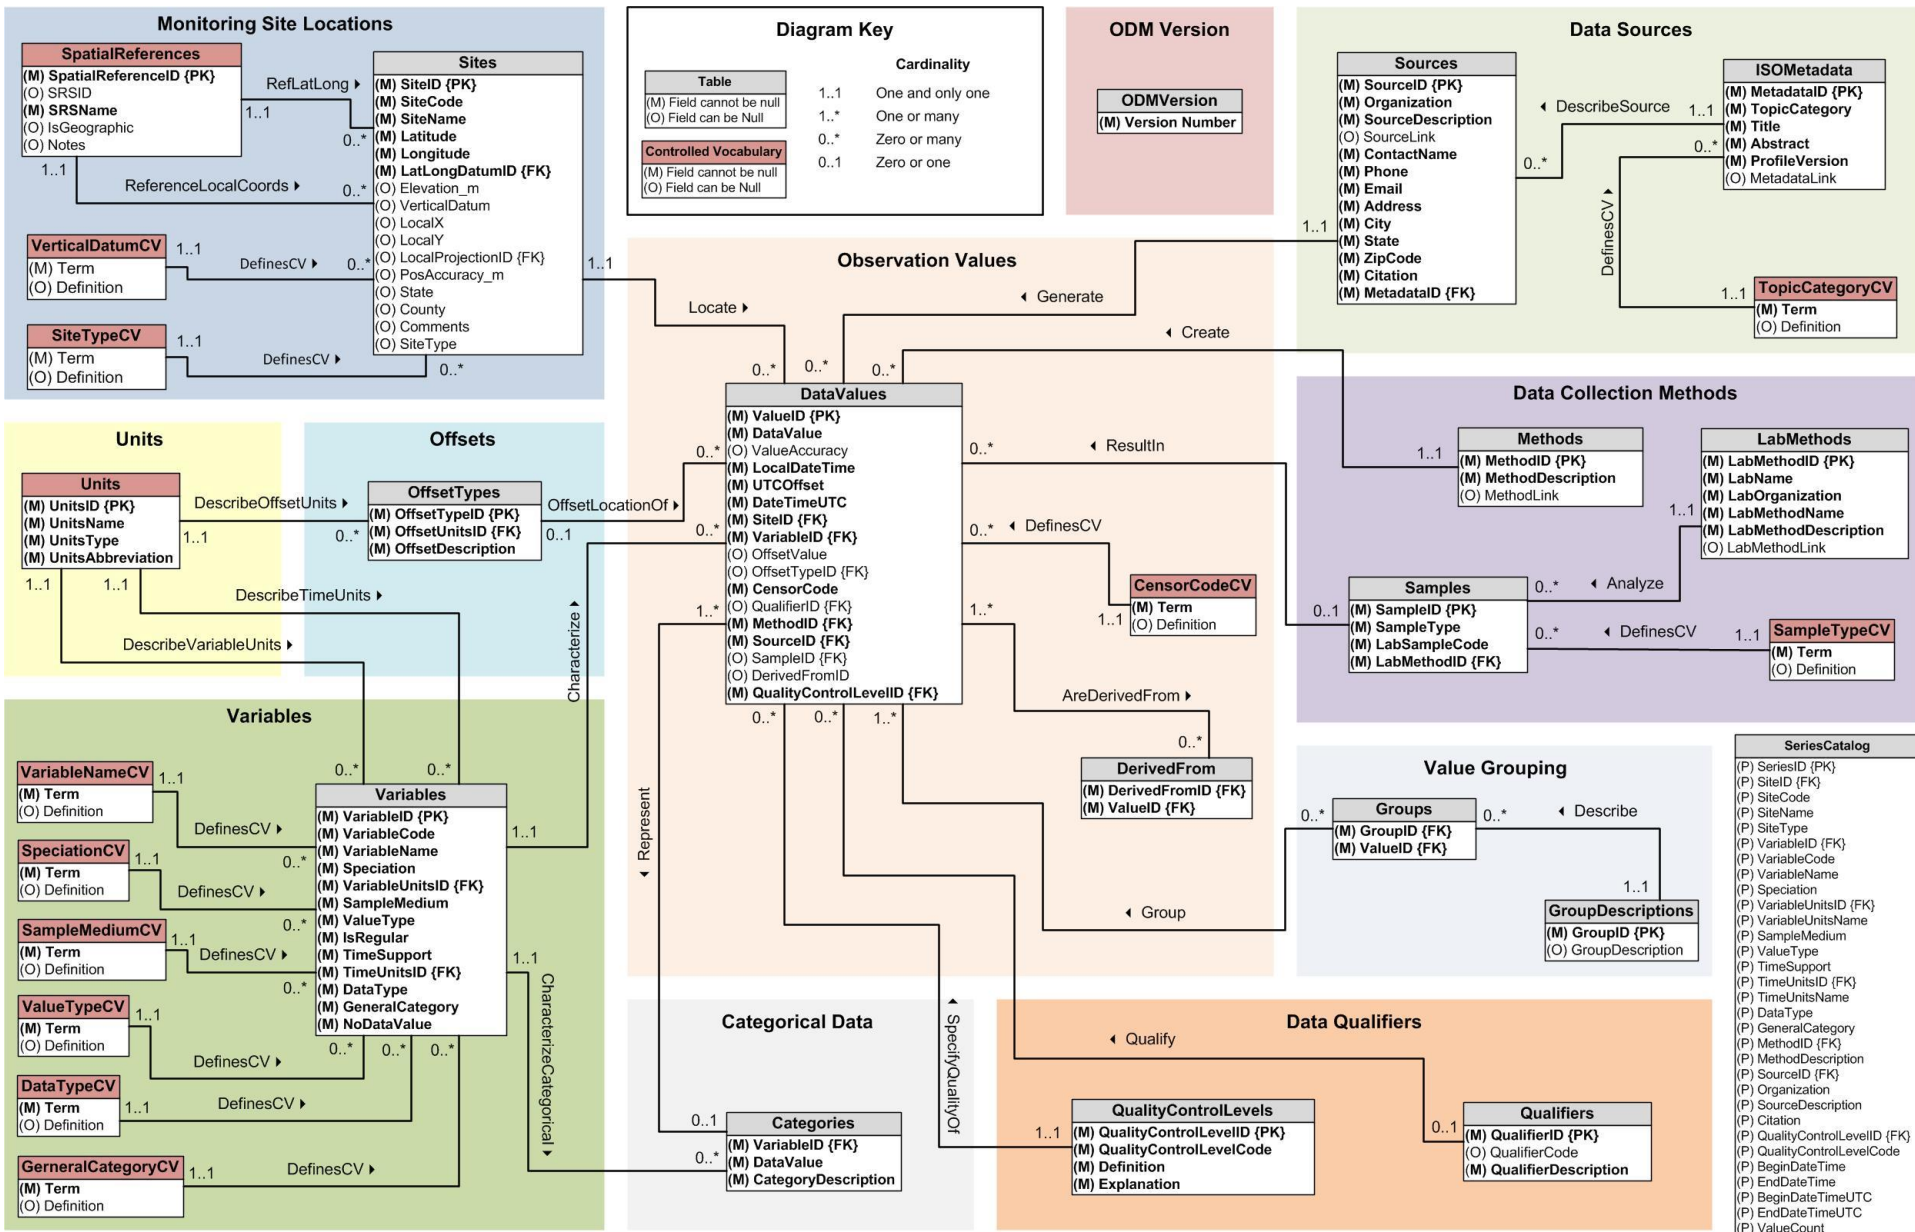 Monitoring Site Locations
SpatialReferences
(M) SpatialReferenceID {PK}
(O) SRSID
(M) SRSName
(O) IsGeographic
(O) Notes
RefLatLong ►
1..1
0..*
1..1
ReferenceLocalCoords ►
0..*
Sites
(M) SiteID {PK}
(M) SiteCode
(M) SiteName
(M) Latitude
(M) Longitude
(M) LatLongDatumID {FK}
(O) Elevation_m
(O) VerticalDatum
(O) LocalX
(O) LocalY
(O) LocalProjectionID {FK}
(O) PosAccuracy_m
(O) State
(O) County
(O) Comments
(O) SiteType
VerticalDatumCV
(M) Term
(O) Definition
1..1
DefinesCV ►
0..*
SiteTypeCV
(M) Term
(O) Definition
1..1
DefinesCV ►
0..*
1..1
Diagram Key
Table
(M) Field cannot be null
(O) Field can be Null
Controlled Vocabulary
(M) Field cannot be null
(O) Field can be Null
Cardinality
1..1 One and only one
1..* One or many
0..* Zero or many
0..1 Zero or one
ODM Version
ODMVersion
(M) Version Number
Data Sources
Sources
(M) SourceID {PK}
(M) Organization
(M) SourceDescription
(O) SourceLink
(M) ContactName
(M) Phone
(M) Email
(M) Address
(M) City
(M) State
(M) ZipCode
(M) Citation
(M) MetadataID {FK}
◄ DescribeSource
1..1
0..*
ISOMetadata
(M) MetadataID {PK}
(M) TopicCategory
(M) Title
(M) Abstract
(M) ProfileVersion
(O) MetadataLink
0..*
DefinesCV ►
1..1
TopicCategoryCV
(M) Term
(O) Definition
1..1
Observation Values
Locate ►
◄ Generate
◄ Create
0..*
0..*
0..*
DataValues
(M) ValueID {PK}
(M) DataValue
(O) ValueAccuracy
(M) LocalDateTime
(M) UTCOffset
(M) DateTimeUTC
(M) SiteID {FK}
(M) VariableID {FK}
(O) OffsetValue
(O) OffsetTypeID {FK}
(M) CensorCode
(O) QualifierID {FK}
(M) MethodID {FK}
(M) SourceID {FK}
(O) SampleID {FK}
(O) DerivedFromID
(M) QualityControlLevelID {FK}
0..*
0..*
1..*
0..*
◄ ResultIn
0..*
◄ DefinesCV
1..1
CensorCodeCV
(M) Term
(O) Definition
1..*
AreDerivedFrom ►
0..*
DerivedFrom
(M) DerivedFromID {FK}
(M) ValueID {FK}
0..*
0..*
1..*
◄ Represent
◄ Group
Data Collection Methods
Methods
(M) MethodID {PK}
(M) MethodDescription
(O) MethodLink
1..1
LabMethods
(M) LabMethodID {PK}
(M) LabName
(M) LabOrganization
(M) LabMethodName
(M) LabMethodDescription
(O) LabMethodLink
1..1
◄ Analyze
0..*
Samples
(M) SampleID {PK}
(M) SampleType
(M) LabSampleCode
(M) LabMethodID {FK}
0..1
0..*
◄ DefinesCV
1..1
SampleTypeCV
(M) Term
(O) Definition
Units
Units
(M) UnitsID {PK}
(M) UnitsName
(M) UnitsType
(M) UnitsAbbreviation
DescribeOffsetUnits ►
1..1
0..*
1..1
1..1
DescribeTimeUnits ►
DescribeVariableUnits ►
Offsets
OffsetTypes
(M) OffsetTypeID {PK}
(M) OffsetUnitsID {FK}
(M) OffsetDescription
OffsetLocationOf ►
0..1
Characterize ►
Variables
0..*
0..*
VariableNameCV
(M) Term
(O) Definition
1..1
DefinesCV ►
0..*
SpeciationCV
(M) Term
(O) Definition
1..1
DefinesCV ►
0..*
SampleMediumCV
(M) Term
(O) Definition
1..1
DefinesCV ►
0..*
ValueTypeCV
(M) Term
(O) Definition
1..1
DefinesCV ►
DataTypeCV
(M) Term
(O) Definition
1..1
DefinesCV ►
GerneralCategoryCV
(M) Term
(O) Definition
1..1
DefinesCV ►
Variables
(M) VariableID {PK}
(M) VariableCode
(M) VariableName
(M) Speciation
(M) VariableUnitsID {FK}
(M) SampleMedium
(M) ValueType
(M) IsRegular
(M) TimeSupport
(M) TimeUnitsID {FK}
(M) DataType
(M) GeneralCategory
(M) NoDataValue
0..*
0..*
0..*
1..1
1..1
CharacterizeCategorical ►
Value Grouping
0..*
Groups
(M) GroupID {FK}
(M) ValueID {FK}
0..*
◄ Describe
1..1
GroupDescriptions
(M) GroupID {PK}
(O) GroupDescription
Categorical Data
0..1
0..*
Categories
(M) VariableID {FK}
(M) DataValue
(M) CategoryDescription
◄ SpecifyQualityOf
Data Qualifiers
◄ Qualify
1..1
QualityControlLevels
(M) QualityControlLevelID {PK}
(M) QualityControlLevelCode
(M) Definition
(M) Explanation
0..1
Qualifiers
(M) QualifierID {PK}
(O) QualifierCode
(M) QualifierDescription
SeriesCatalog
(P) SeriesID {PK}
(P) SiteID {FK}
(P) SiteCode
(P) SiteName
(P) SiteType
(P) VariableID {FK}
(P) VariableCode
(P) VariableName
(P) Speciation
(P) VariableUnitsID {FK}
(P) VariableUnitsName
(P) SampleMedium
(P) ValueType
(P) TimeSupport
(P) TimeUnitsID {FK}
(P) TimeUnitsName
(P) DataType
(P) GeneralCategory
(P) MethodID {FK}
(P) MethodDescription
(P) SourceID {FK}
(P) Organization
(P) SourceDescription
(P) Citation
(P) QualityControlLevelID {FK}
(P) QualityControlLevelCode
(P) BeginDateTime
(P) EndDateTime
(P) BeginDateTimeUTC
(P) EndDateTimeUTC
(P) ValueCount